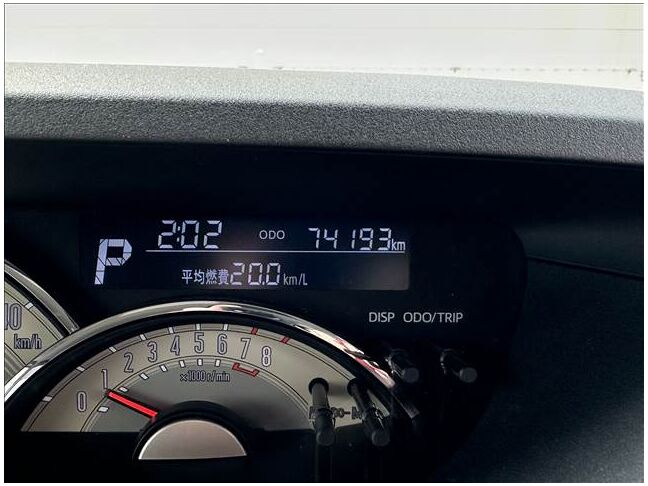 2:02 ODO 74193km
P
平均燃費20.0km/L
DISP ODO/TRIP
km/h
0 1 2 3 4 5 6 7 8
x1000 r/min